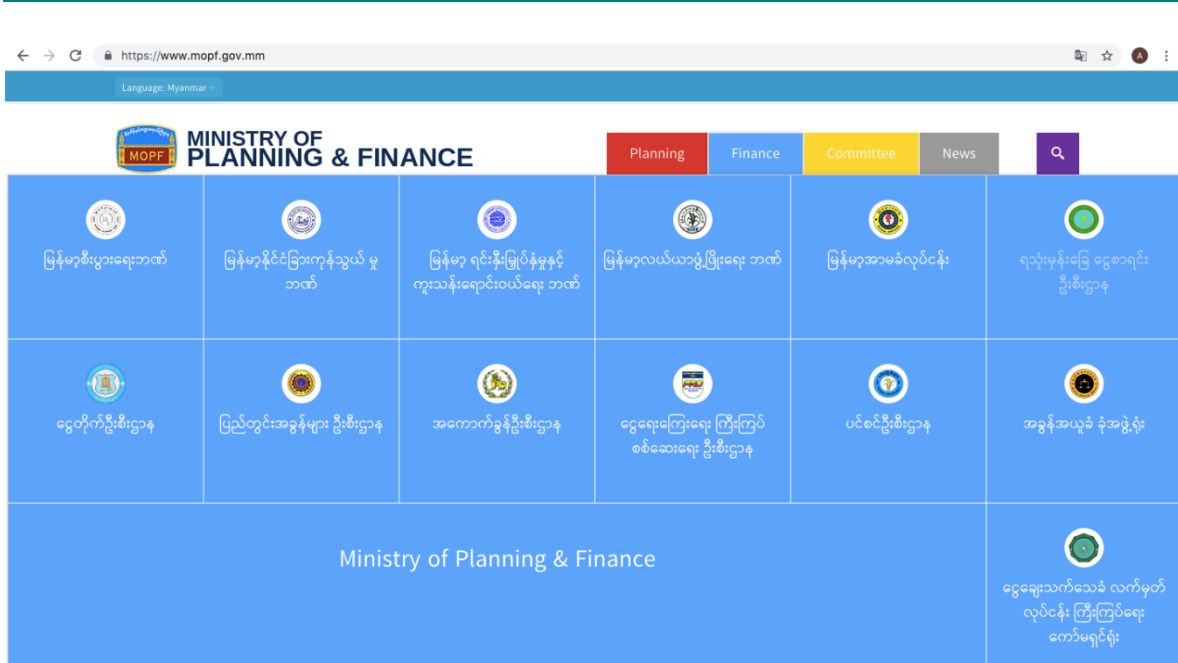 https://www.mopf.gov.mm
A
Language: Myanmar
MOPF
MINISTRY OF
PLANNING & FINANCE
Planning
Finance
Committee
News
မြန်မာ့စီးပွားရေးဘဏ်
မြန်မာ့နိုင်ငံခြားကုန်သွယ် မှု
ဘဏ်
မြန်မာ့ ရင်းနှီးမြှုပ်နှံမှုနှင့်
ကူးသန်းရောင်းဝယ်ရေး ဘဏ်
မြန်မာ့လယ်ယာဖွံ့ဖြိုးရေး ဘဏ်
မြန်မာ့အာမခံလုပ်ငန်း
ရသုံးမှန်းခြေ ငွေစာရင်း
ဦးစီးဌာန
ငွေတိုက်ဦးစီးဌာန
ပြည်တွင်းအခွန်များ ဦးစီးဌာန
အကောက်ခွန်ဦးစီးဌာန
ငွေရေးကြေးရေး ကြီးကြပ်
စစ်ဆေးရေး ဦးစီးဌာန
ပင်စင်ဦးစီးဌာန
အခွန်အယူခံ ခုံအဖွဲ့ရုံး
Ministry of Planning & Finance
ငွေချေးသက်သေခံ လက်မှတ်
လုပ်ငန်း ကြီးကြပ်ရေး
ကော်မရှင်ရုံး